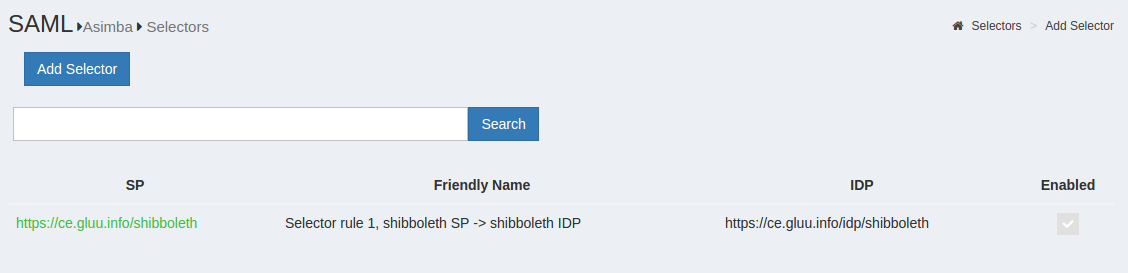 SAML Asimba Selectors
Selectors > Add Selector
Add Selector
Search
SP Friendly Name IDP Enabled
https://ce.gluu.info/shibboleth Selector rule 1, shibboleth SP -> shibboleth IDP https://ce.gluu.info/idp/shibboleth